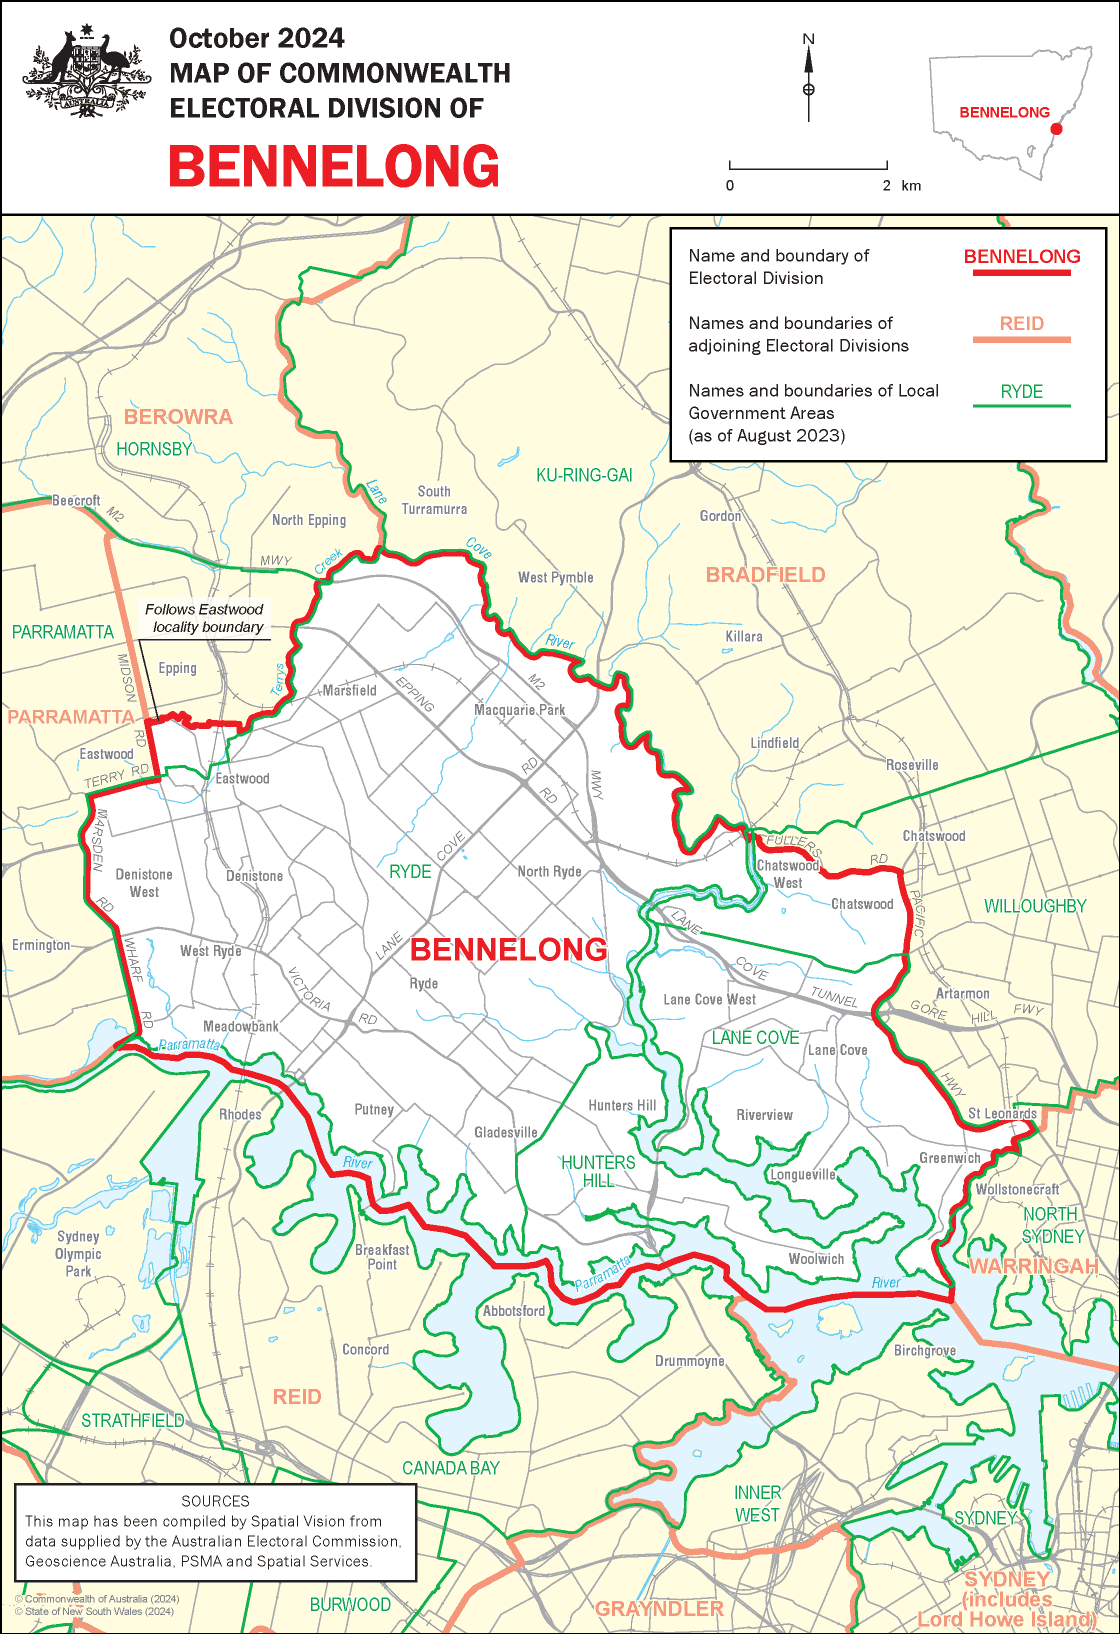 October 2024
MAP OF COMMONWEALTH
ELECTORAL DIVISION OF
BENNELONG
AUSTRALIA
N
0 2 km
BENNELONG
Name and boundary of
Electoral Division
BENNELONG
Names and boundaries of
adjoining Electoral Divisions
REID
Names and boundaries of Local
Government Areas
(as of August 2023)
RYDE
BEROWRA
HORNSBY
KU-RING-GAI
Beecroft
M2
Lane
South
Turramurra
North Epping
Gordon
MWY
Creek
Cove
West Pymble
BRADFIELD
Follows Eastwood
locality boundary
PARRAMATTA
Killara
River
Epping
MIDSON
Terrys
Marsfield
EPPING
M2
PARRAMATTA
Macquarie Park
RD
Eastwood
Lindfield
TERRY RD
Eastwood
RD
Roseville
RD
MWY
MARSDEN
COVE
FULLERS
Chatswood
RD
Denistone
West
Denistone
RYDE
North Ryde
Chatswood
West
Chatswood
RD
WILLOUGHBY
PACIFIC
LANE
Ermington
WHARF
West Ryde
LANE
BENNELONG
COVE
VICTORIA
Ryde
Lane Cove West
TUNNEL
Artarmon
RD
Meadowbank
RD
GORE HILL FWY
Parramatta
LANE COVE
Lane Cove
HWY
Rhodes
Putney
Hunters Hill
Riverview
St Leonards
Gladesville
River
HUNTERS
HILL
Longueville
Greenwich
Wollstonecraft
NORTH
SYDNEY
Sydney
Olympic
Park
Breakfast
Point
Parramatta
Woolwich
WARRINGAH
River
Abbotsford
Concord
Drummoyne
Birchgrove
REID
STRATHFIELD
CANADA BAY
INNER
WEST
SYDNEY
SOURCES
This map has been compiled by Spatial Vision from
data supplied by the Australian Electoral Commission,
Geoscience Australia, PSMA and Spatial Services.
© Commonwealth of Australia (2024)
© State of New South Wales (2024)
BURWOOD
GRAYNDLER
SYDNEY
(includes
Lord Howe Island)